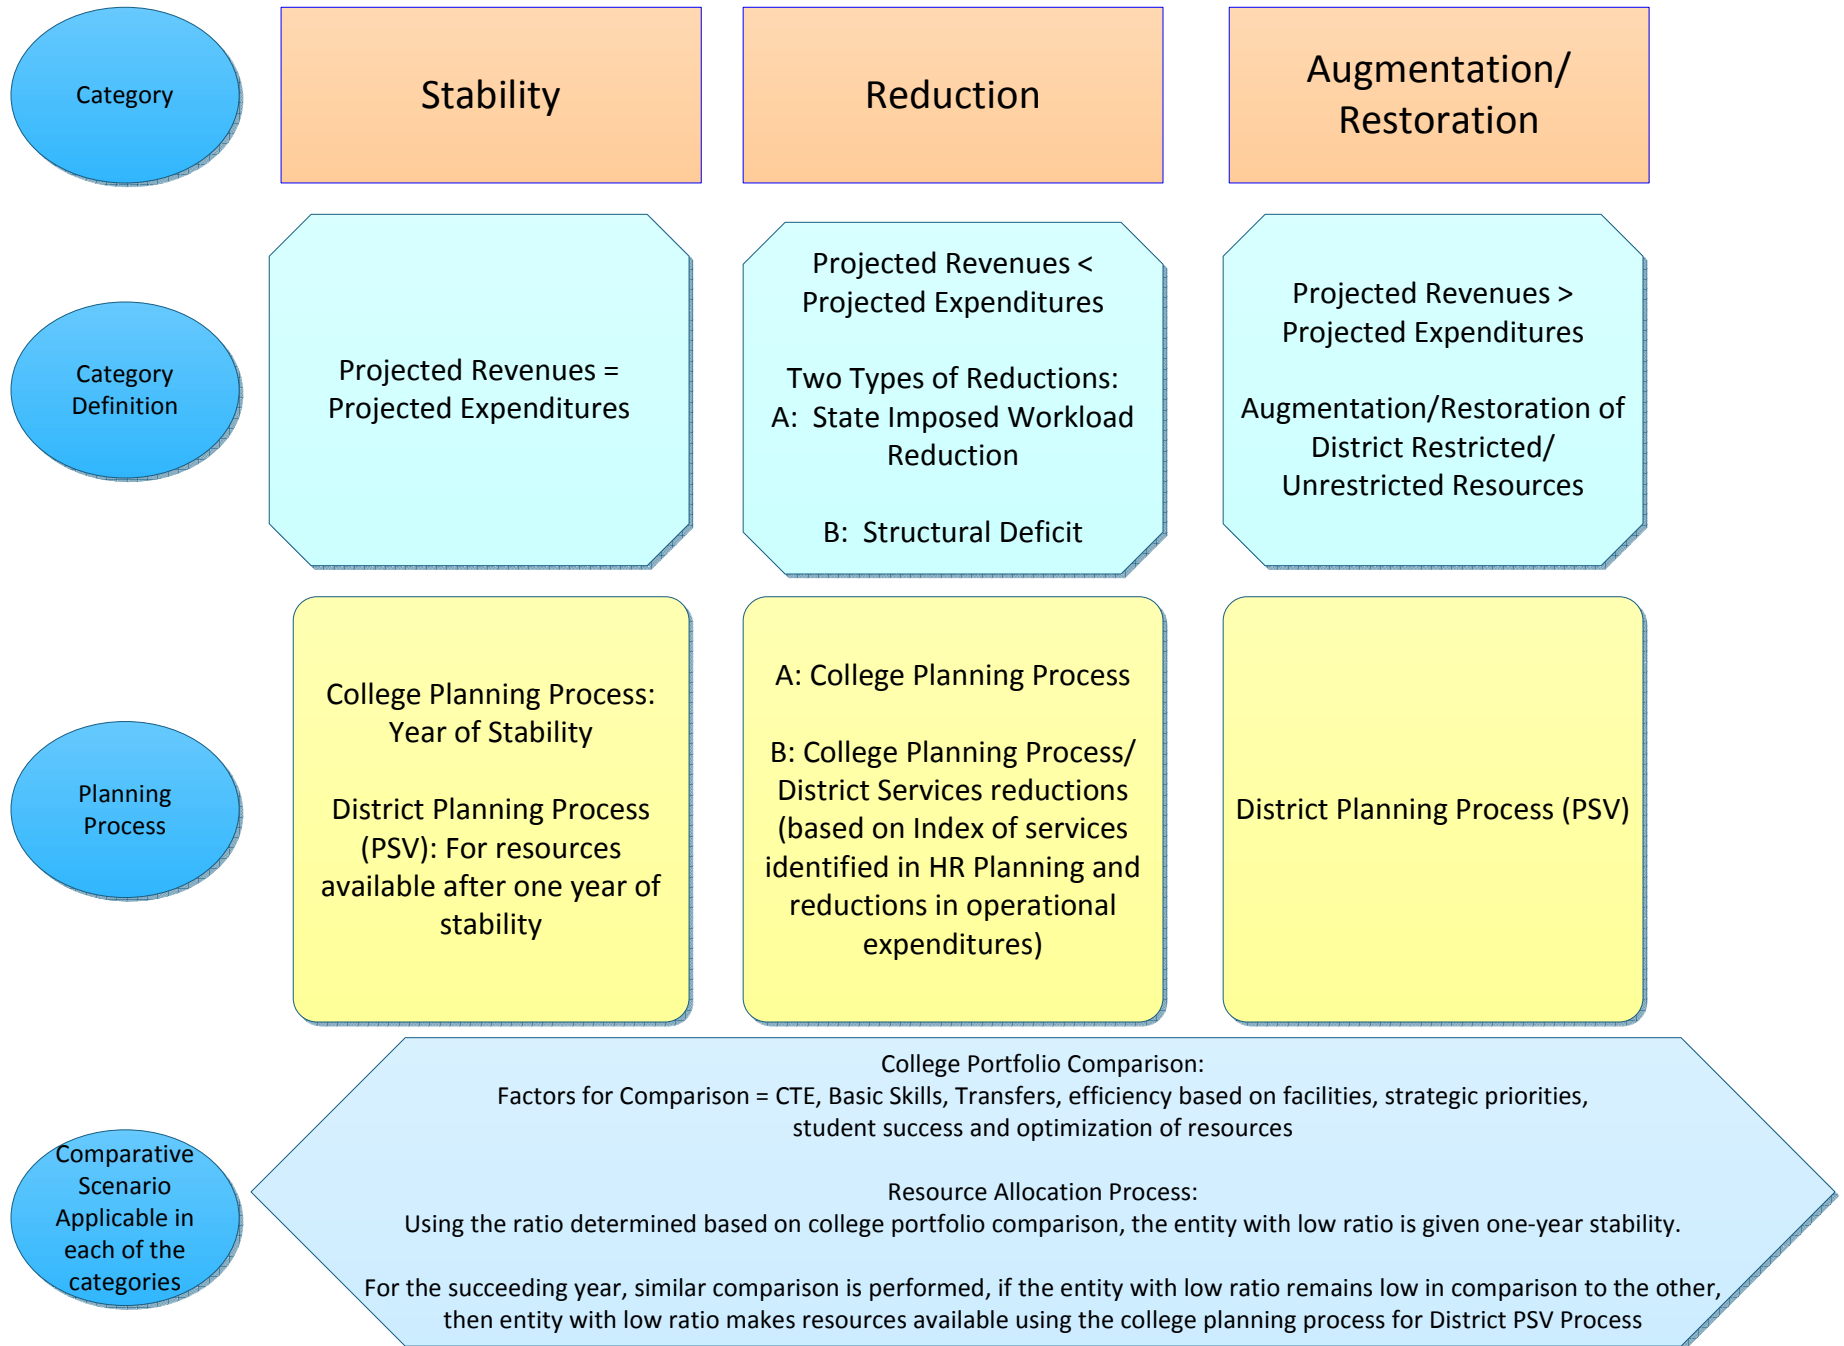 Category
Stability
Reduction
Augmentation/
Restoration
Category
Definition
Projected Revenues =
Projected Expenditures
Projected Revenues <
Projected Expenditures
Two Types of Reductions:
A:  State Imposed Workload
Reduction
B:  Structural Deficit
Projected Revenues >
Projected Expenditures
Augmentation/Restoration of
District Restricted/
Unrestricted Resources
Planning
Process
College Planning Process:
Year of Stability
District Planning Process
(PSV): For resources
available after one year of
stability
A: College Planning Process
B: College Planning Process/
District Services reductions
(based on Index of services
identified in HR Planning and
reductions in operational
expenditures)
District Planning Process (PSV)
Comparative
Scenario
Applicable in
each of the
categories
College Portfolio Comparison:
Factors for Comparison = CTE, Basic Skills, Transfers, efficiency based on facilities, strategic priorities,
student success and optimization of resources
Resource Allocation Process:
Using the ratio determined based on college portfolio comparison, the entity with low ratio is given one-year stability.
For the succeeding year, similar comparison is performed, if the entity with low ratio remains low in comparison to the other,
then entity with low ratio makes resources available using the college planning process for District PSV Process